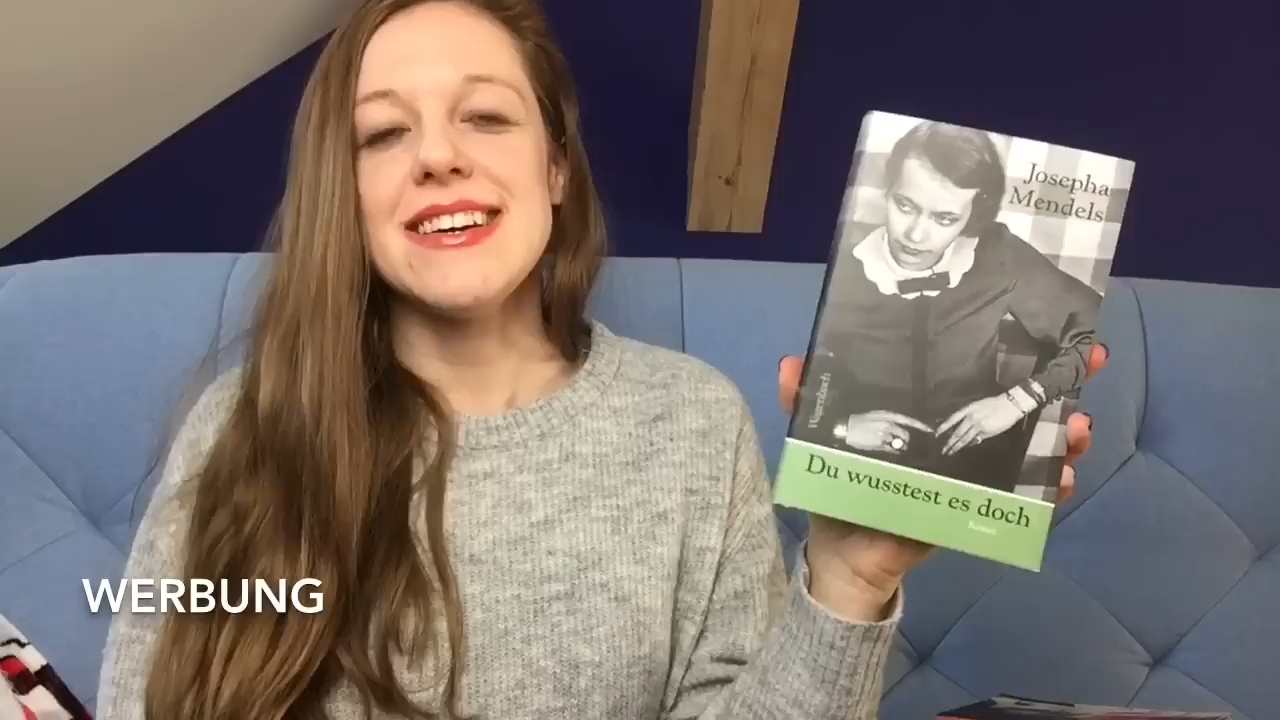 Josepha
Mendels
Wagenbach
Du wusstest es doch
Roman
WERBUNG